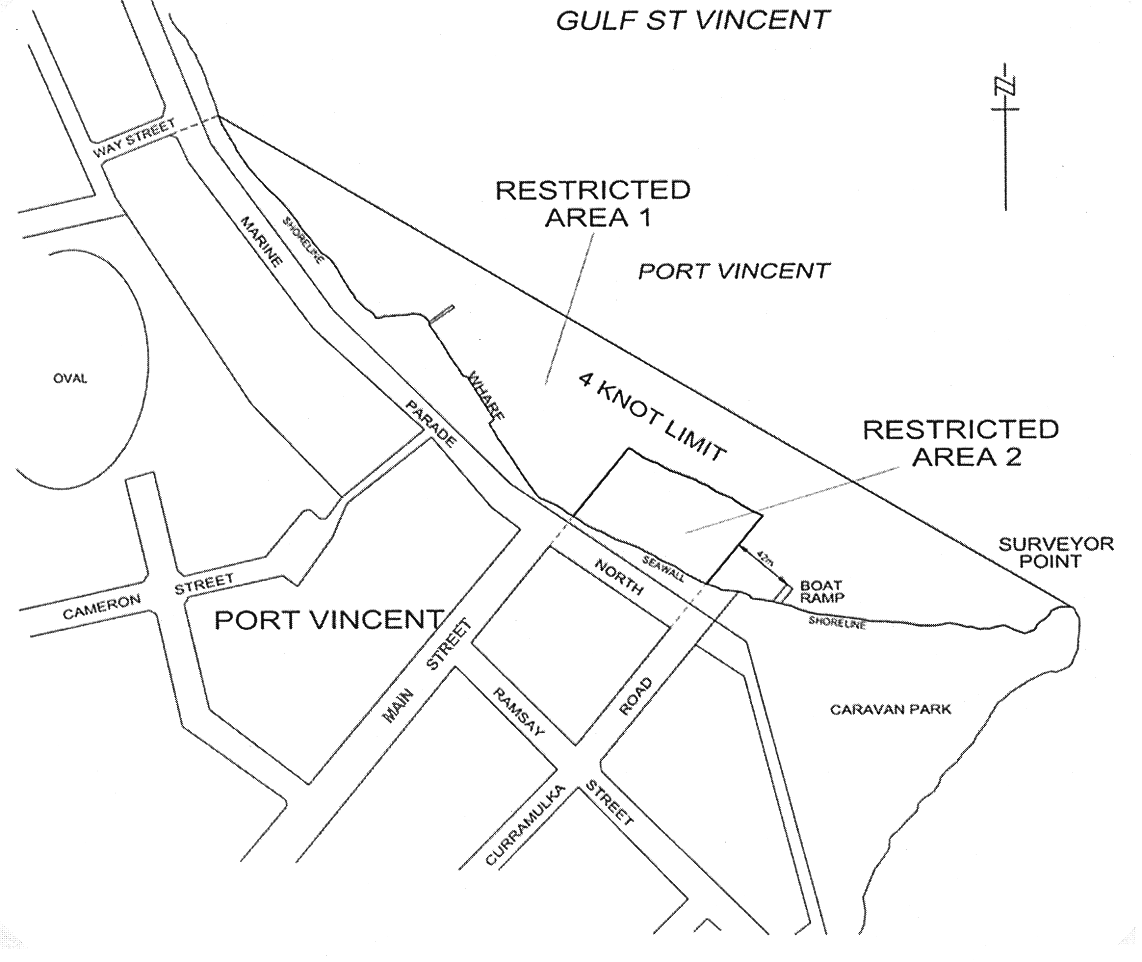 GULF ST VINCENT
N
WAY STREET
RESTRICTED
AREA 1
MARINE
SHORELINE
PORT VINCENT
OVAL
WHARF
4 KNOT LIMIT
PARADE
RESTRICTED
AREA 2
SURVEYOR
POINT
42m
SEAWALL
NORTH
BOAT
RAMP
SHORELINE
CAMERON STREET
PORT VINCENT
MAIN STREET
RAMSAY STREET
CURRAMULKA ROAD
CARAVAN PARK